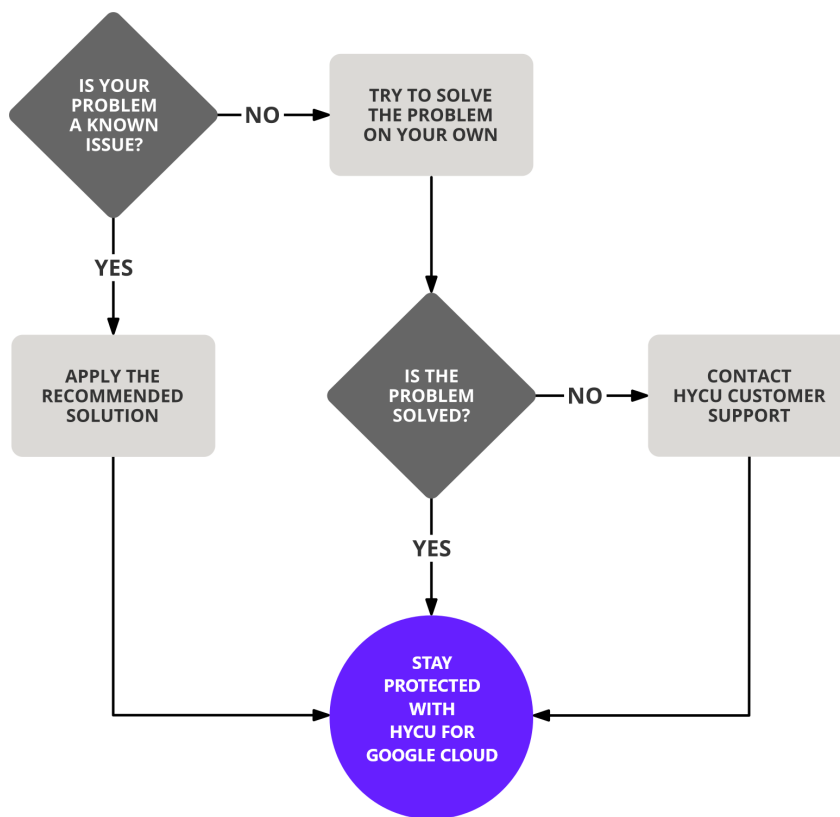 IS YOUR
PROBLEM
A KNOWN
ISSUE?
NO
TRY TO SOLVE
THE PROBLEM
ON YOUR OWN
YES
APPLY THE
RECOMMENDED
SOLUTION
IS THE
PROBLEM
SOLVED?
NO
CONTACT
HYCU CUSTOMER
SUPPORT
YES
STAY
PROTECTED
WITH
HYCU FOR
GOOGLE CLOUD